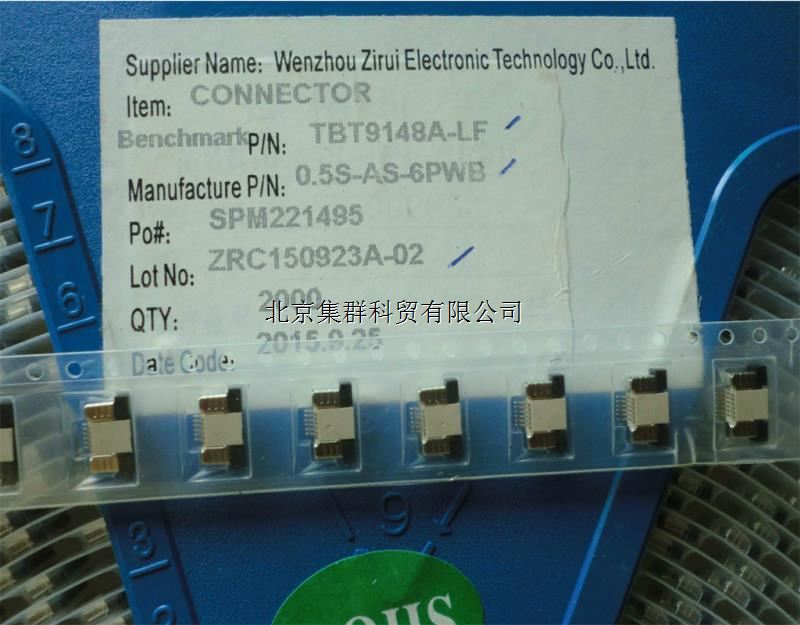 Supplier Name: Wenzhou Zirui Electronic Technology Co.,Ltd.
Item: CONNECTOR
Benchmark P/N: TBT9148A-LF
Manufacture P/N: 0.5S-AS-6PWB
Po#: SPM221495
Lot No: ZRC150923A-02
QTY: 2000
北京集群科贸有限公司
Date Code: 2015.9.25
8
7
6
3
2
9
OHS